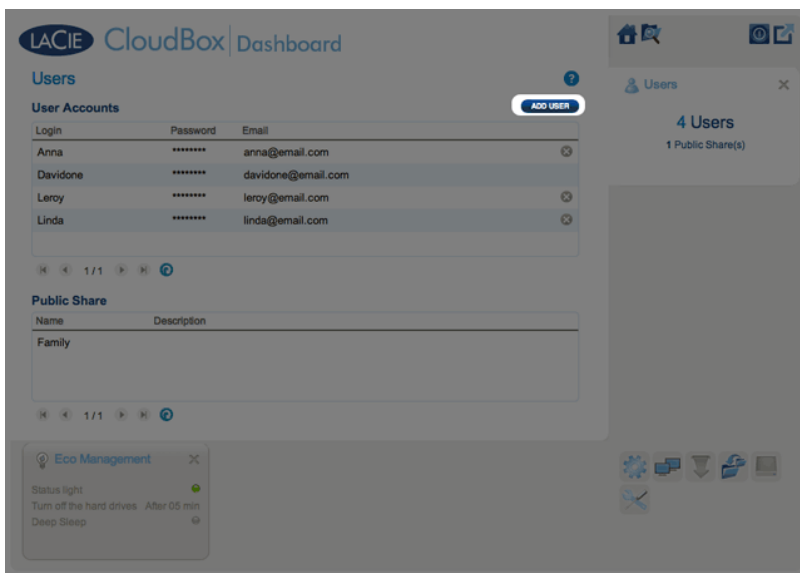 LACIE CloudBox Dashboard
Users
User Accounts
ADD USER
Login Password Email
Anna ******** anna@email.com
Davidone davidone@email.com
Leroy ******** leroy@email.com
Linda ******** linda@email.com
1 / 1
Public Share
Name Description
Family
1 / 1
Eco Management
Status light
Turn off the hard drives After 05 min
Deep Sleep
Users
4 Users
1 Public Share(s)